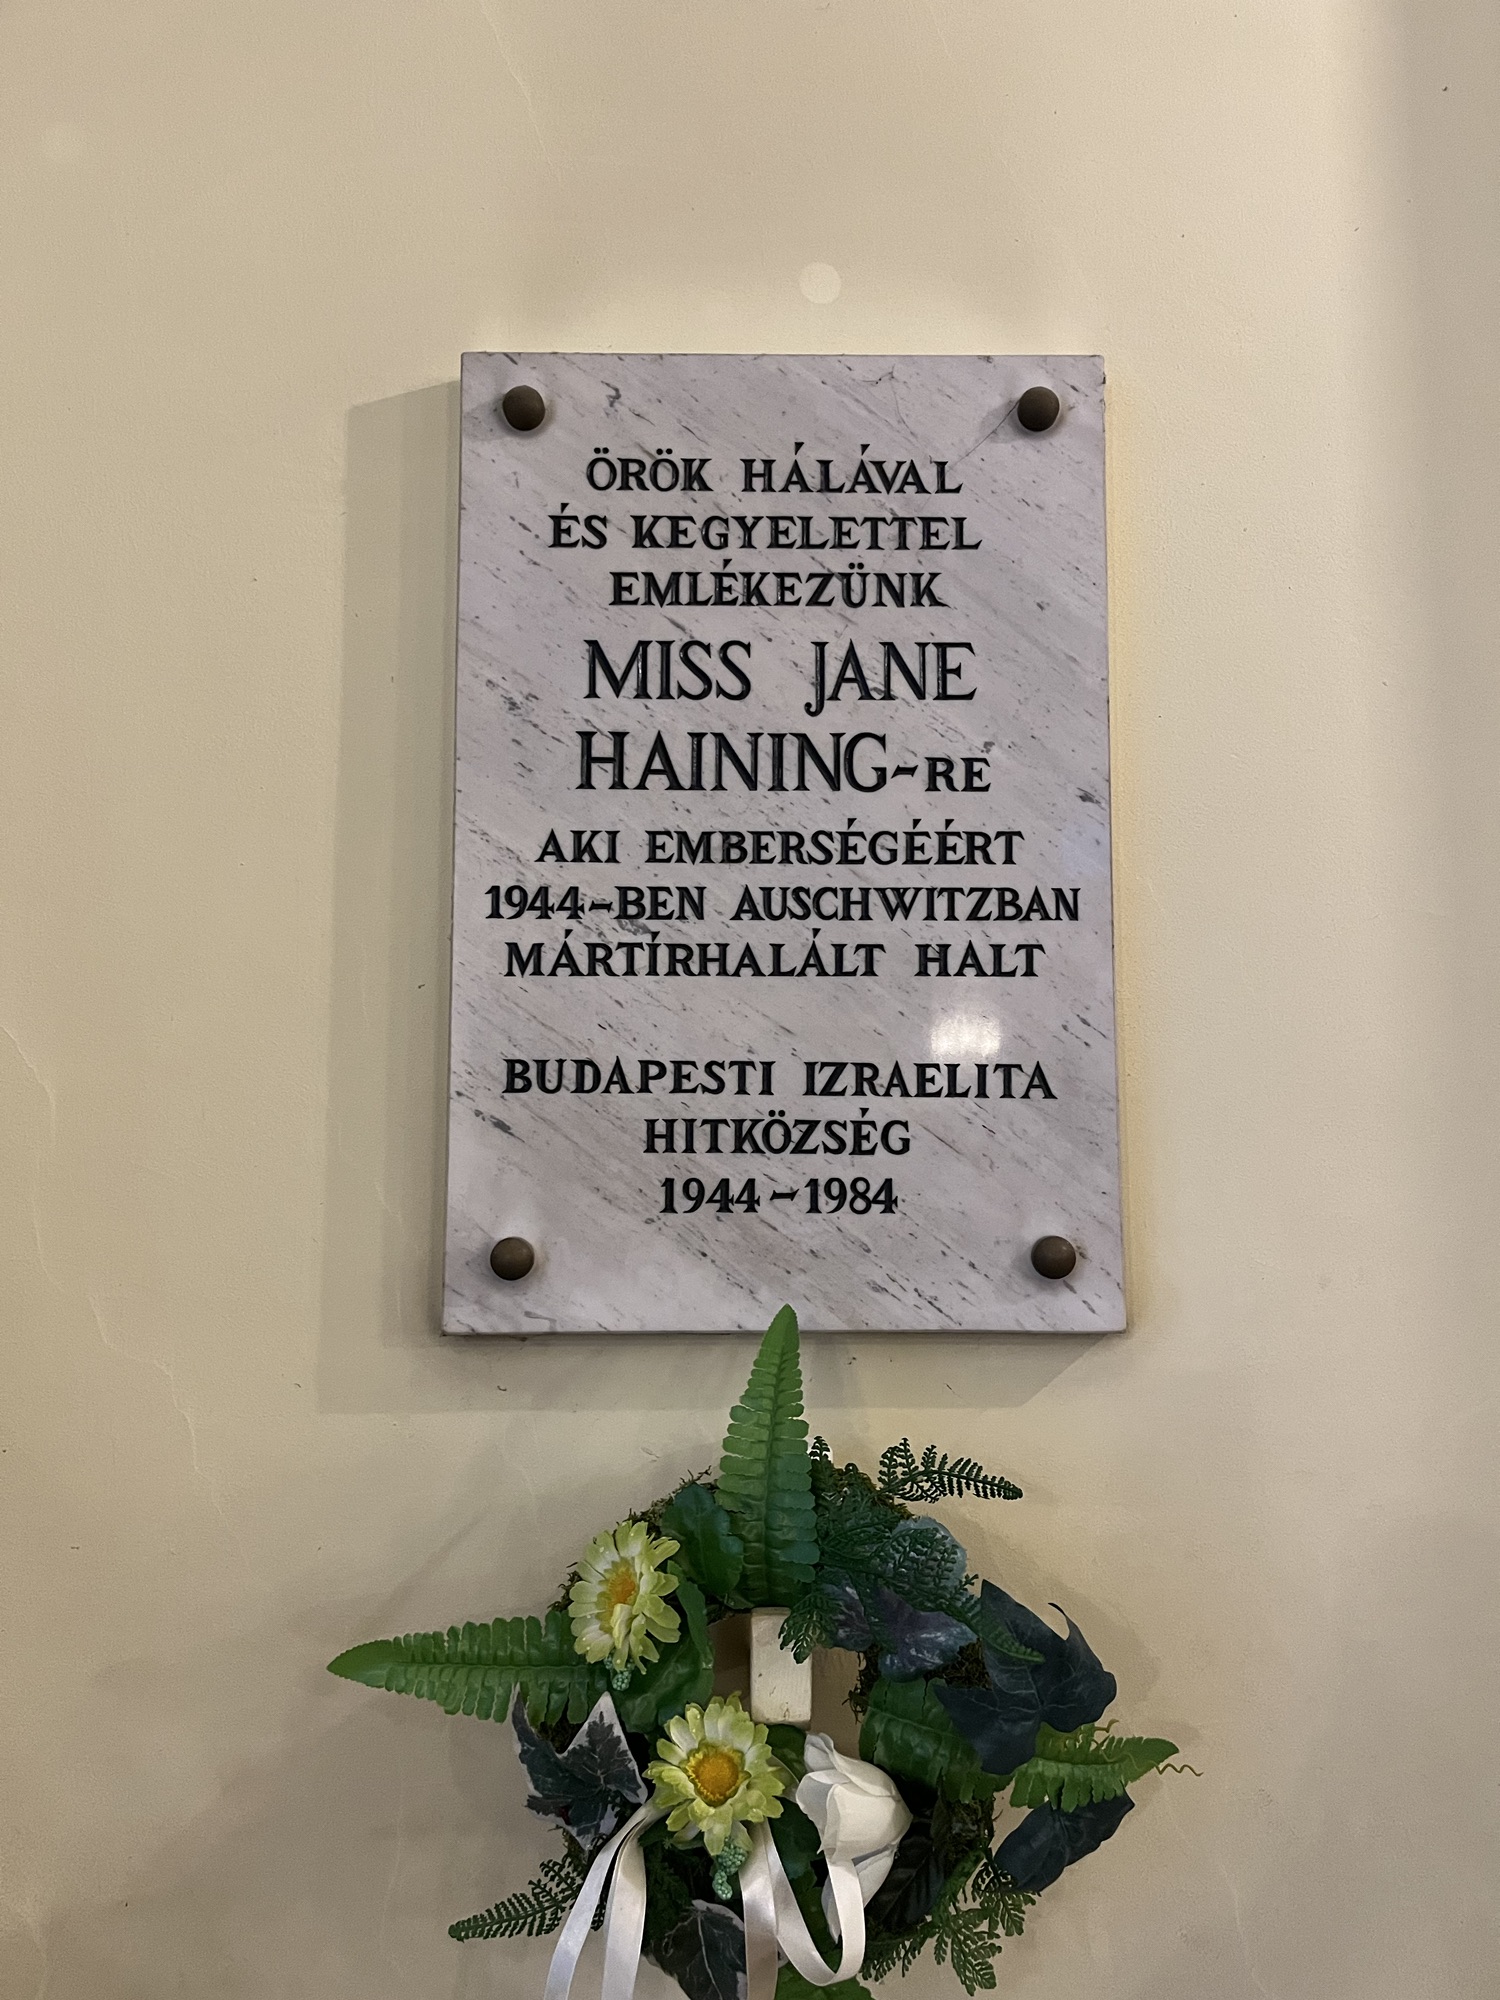 ÖRÖK HÁLÁVAL
ÉS KEGYELETTEL
EMLÉKEZÜNK
MISS JANE
HAINING-RE
AKI EMBERSÉGÉÉRT
1944-BEN AUSCHWITZBAN
MÁRTÍRHALÁLT HALT
BUDAPESTI IZRAELITA
HITKÖZSÉG
1944-1984